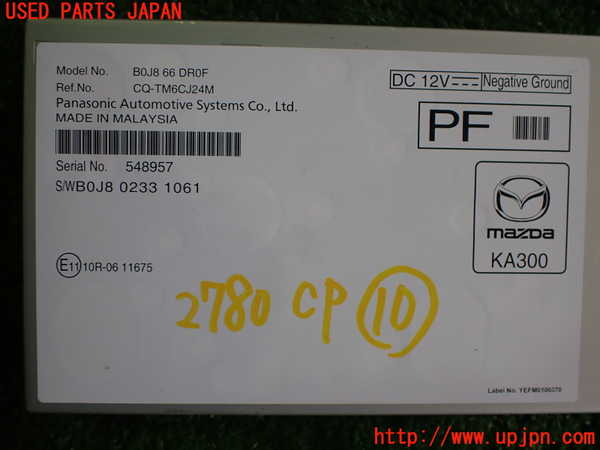 USED PARTS JAPAN
Model No. B0J8 66 DR0F
Ref.No. CQ-TM6CJ24M
Panasonic Automotive Systems Co., Ltd.
MADE IN MALAYSIA
DC 12V Negative Ground
PF
Serial No. 548957
S/WB0J8 0233 1061
mazda
KA300
E11 10R-06 11675
2780 CP 10
Label No. YEFM0100370
http://www.upjpn.com